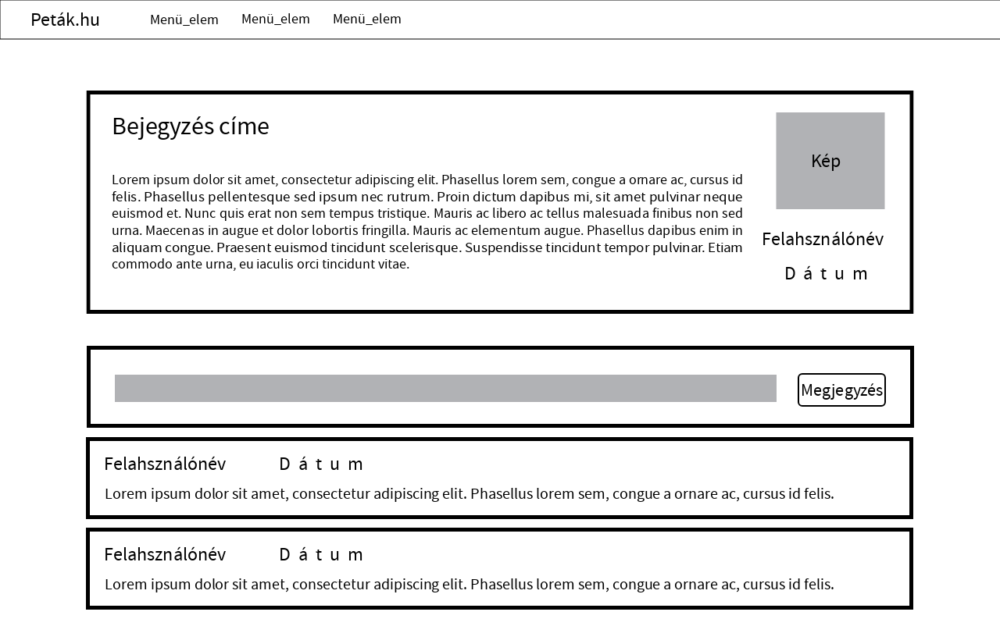 Peták.hu Menü_elem Menü_elem Menü_elem
Bejegyzés címe
Lorem ipsum dolor sit amet, consectetur adipiscing elit. Phasellus lorem sem, congue a ornare ac, cursus id
felis. Phasellus pellentesque sed ipsum nec rutrum. Proin dictum dapibus mi, sit amet pulvinar neque
euismod et. Nunc quis erat non sem tempus tristique. Mauris ac libero ac tellus malesuada finibus non sed
urna. Maecenas in augue et dolor lobortis fringilla. Mauris ac elementum augue. Phasellus dapibus enim in
aliquam congue. Praesent euismod tincidunt scelerisque. Suspendisse tincidunt tempor pulvinar. Etiam
commodo ante urna, eu iaculis orci tincidunt vitae.
Kép
Felahsználónév
Dátum
Megjegyzés
Felahsználónév Dátum
Lorem ipsum dolor sit amet, consectetur adipiscing elit. Phasellus lorem sem, congue a ornare ac, cursus id felis.
Felahsználónév Dátum
Lorem ipsum dolor sit amet, consectetur adipiscing elit. Phasellus lorem sem, congue a ornare ac, cursus id felis.